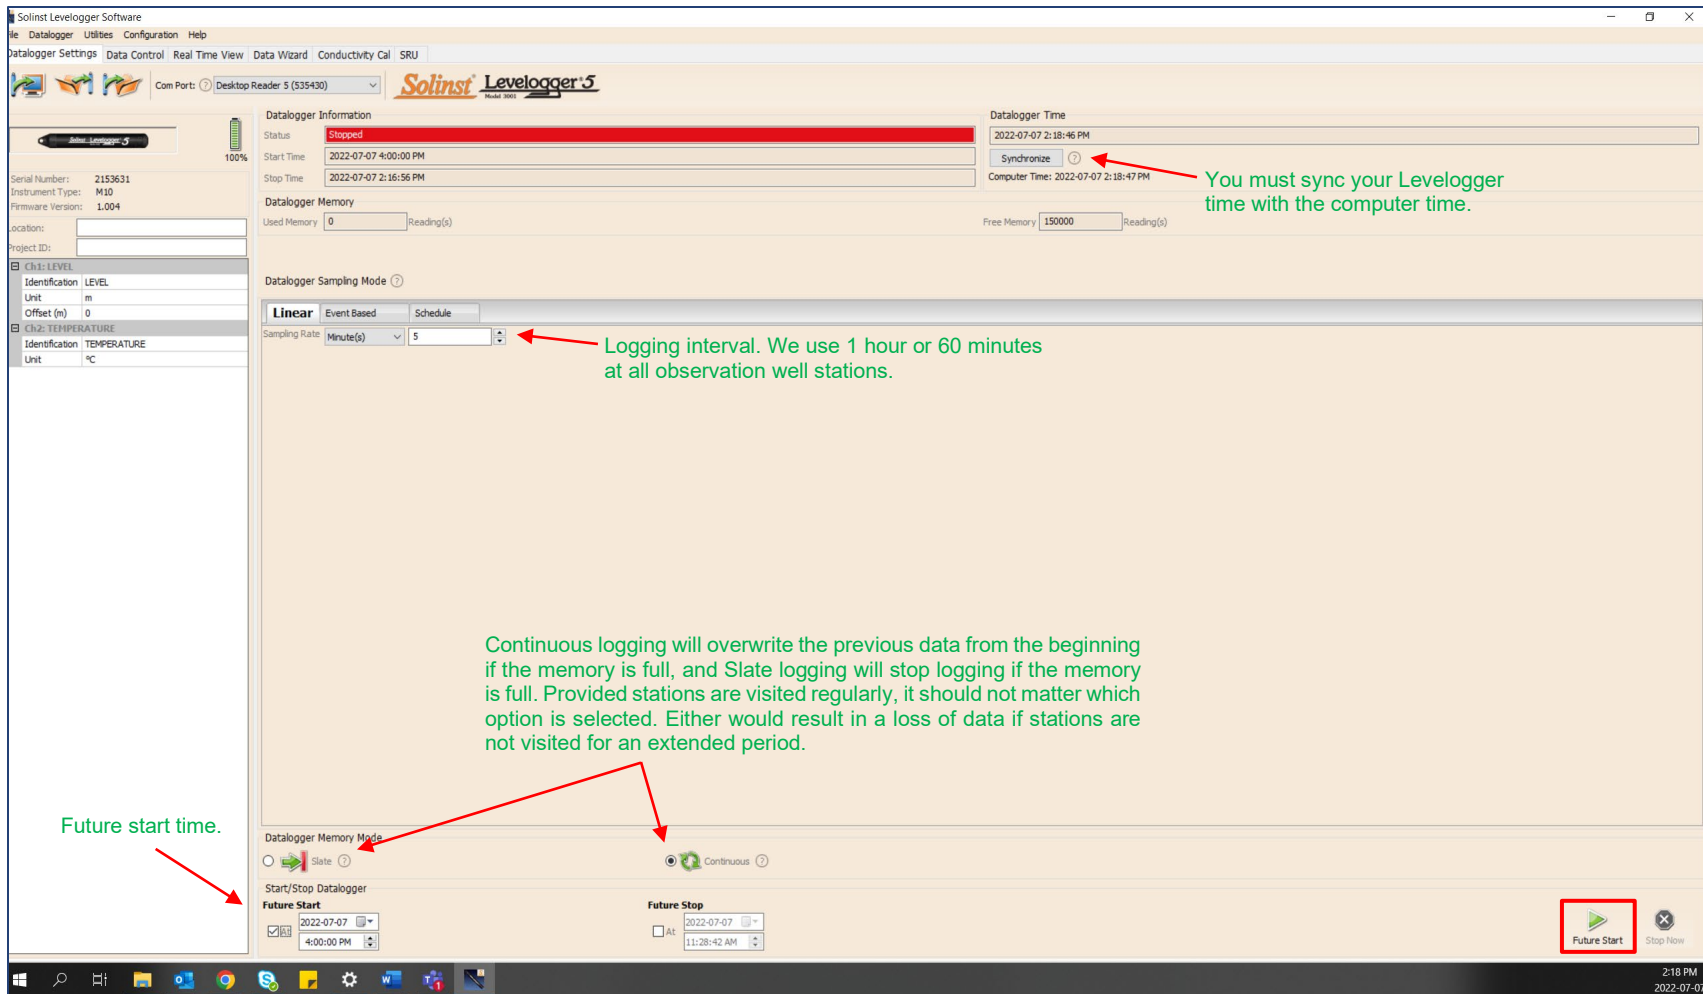 Solinst Levelogger Software
File Datalogger Utilities Configuration Help
Datalogger Settings Data Control Real Time View Data Wizard Conductivity Cal SRU
Com Port: ? Desktop Reader 5 (535430) Solinst Levelogger 5
Model 3001
Solinst Levelogger 5
100%
Serial Number: 2153631
Instrument Type: M10
Firmware Version: 1.004
Location:
Project ID:
Ch1: LEVEL
Identification LEVEL
Unit m
Offset (m) 0
Ch2: TEMPERATURE
Identification TEMPERATURE
Unit °C
Datalogger Information
Status Stopped
Start Time 2022-07-07 4:00:00 PM
Stop Time 2022-07-07 2:16:56 PM
Datalogger Time
2022-07-07 2:18:46 PM
Synchronize ?
Computer Time: 2022-07-07 2:18:47 PM
You must sync your Levelogger
time with the computer time.
Datalogger Memory
Used Memory 0 Reading(s) Free Memory 150000 Reading(s)
Datalogger Sampling Mode ?
Linear Event Based Schedule
Sampling Rate Minute(s) 5
Logging interval. We use 1 hour or 60 minutes
at all observation well stations.
Continuous logging will overwrite the previous data from the beginning
if the memory is full, and Slate logging will stop logging if the memory
is full. Provided stations are visited regularly, it should not matter which
option is selected. Either would result in a loss of data if stations are
not visited for an extended period.
Future start time.
Datalogger Memory Mode
Slate ? Continuous ?
Start/Stop Datalogger
Future Start Future Stop
2022-07-07 2022-07-07
At At
4:00:00 PM 11:28:42 AM
Future Start Stop Now
2:18 PM
2022-07-07